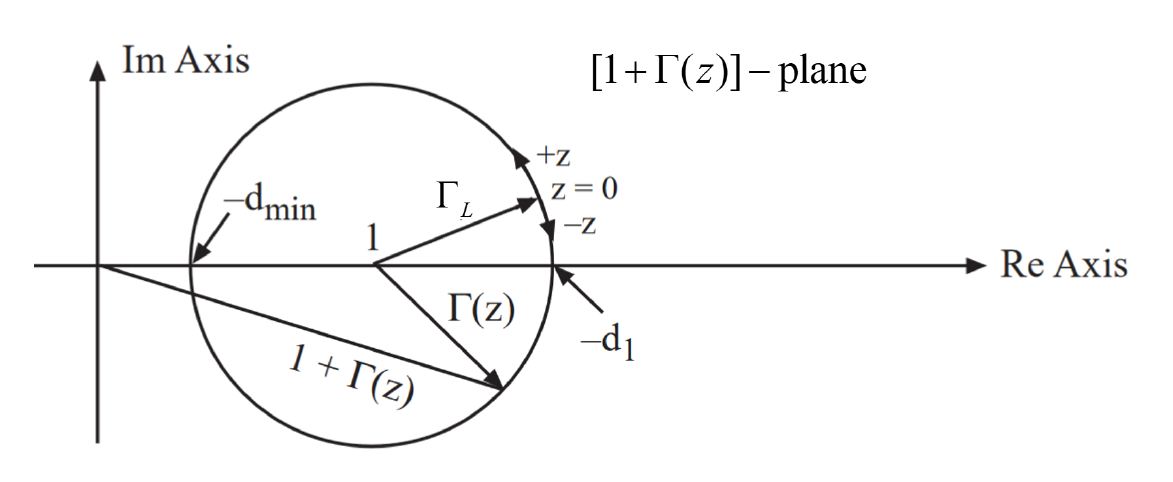 Im Axis
[1+Γ(z)]−plane
+z
z = 0
Γ_L
–d_min
–z
1
Re Axis
Γ(z)
–d_1
1 + Γ(z)